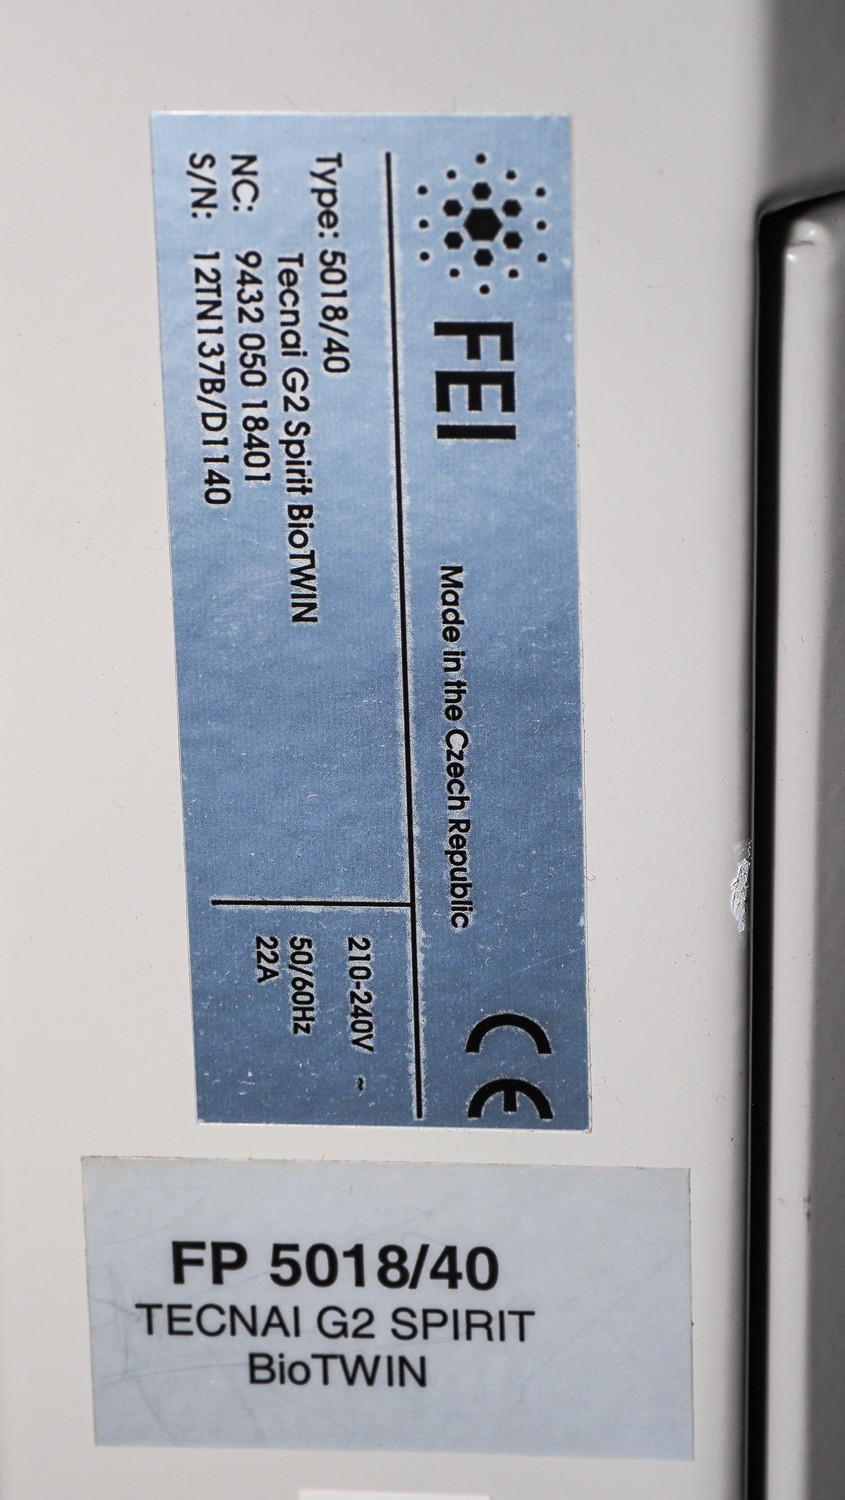 FEI
Made in the Czech Republic
CE
Type: 5018/40
Tecnai G2 Spirit BioTWIN
NC: 9432 050 18401
S/N: 12TN137B/D1140
210-240V ~
50/60Hz
22A
FP 5018/40
TECNAI G2 SPIRIT
BioTWIN